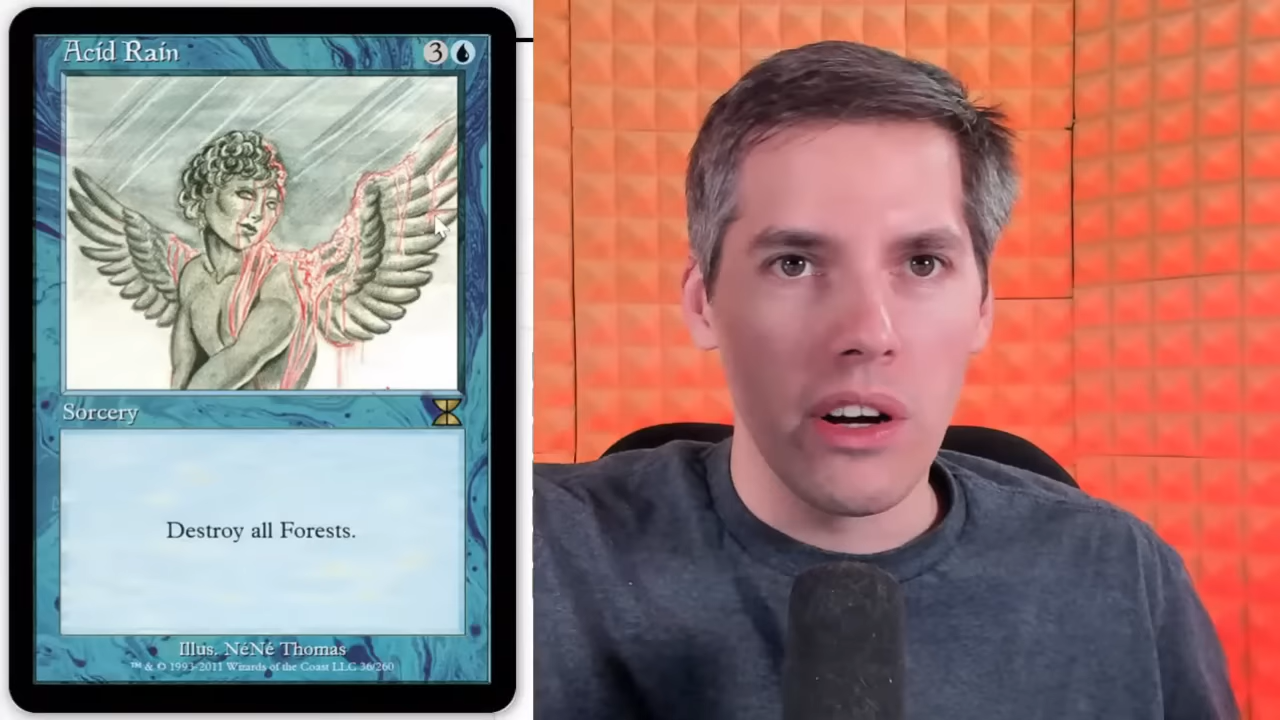 Acid Rain 3
Sorcery
Destroy all Forests.
Illus. NéNé Thomas
™ & © 1993-2011 Wizards of the Coast LLC 36/260